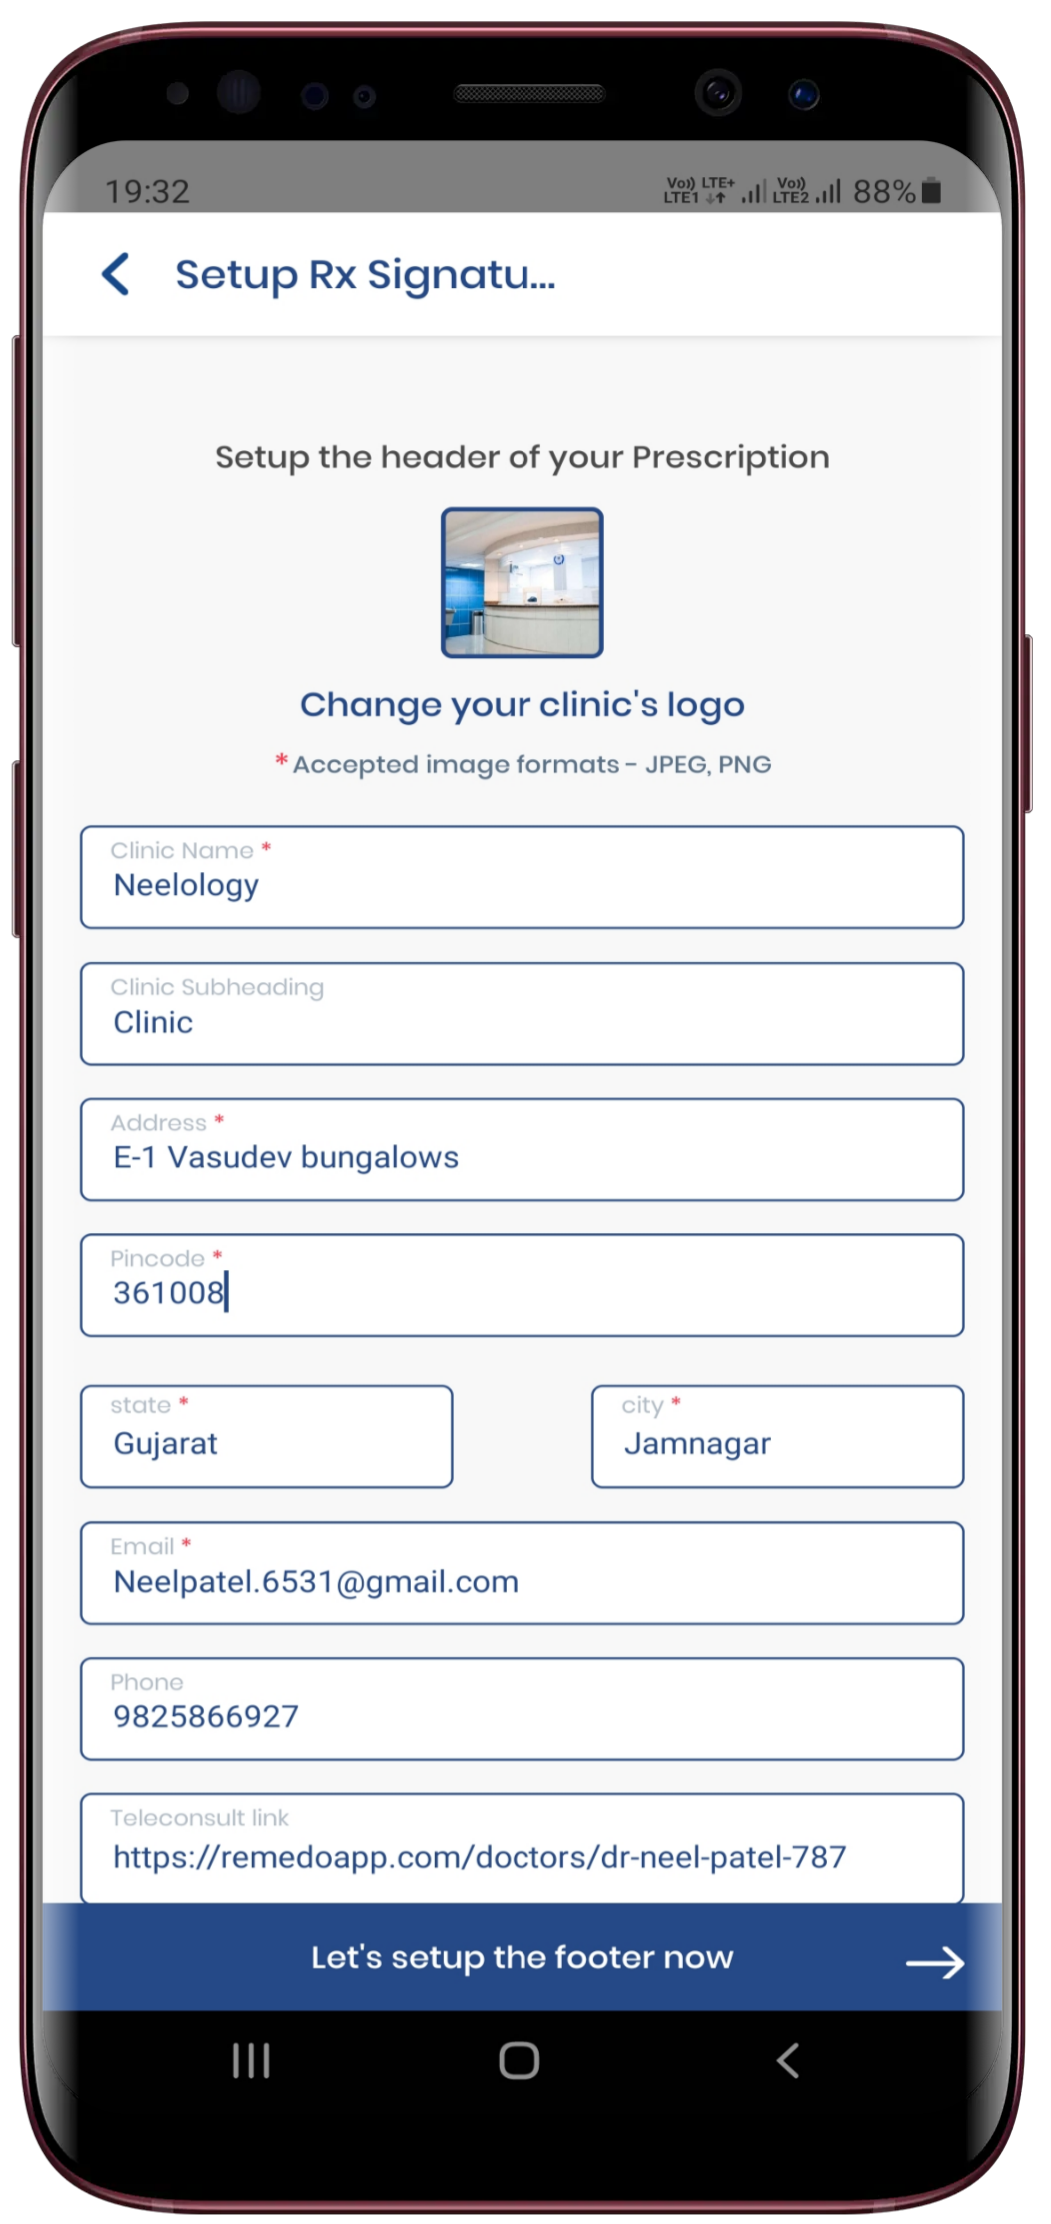 19:32
Vo)) LTE+ Vo))
LTE1 LTE2 88%
Setup Rx Signatu...
Setup the header of your Prescription
Change your clinic's logo
*Accepted image formats - JPEG, PNG
Clinic Name *
Neelology
Clinic Subheading
Clinic
Address *
E-1 Vasudev bungalows
Pincode *
361008
state * city *
Gujarat Jamnagar
Email *
Neelpatel.6531@gmail.com
Phone
9825866927
Teleconsult link
https://remedoapp.com/doctors/dr-neel-patel-787
Let's setup the footer now